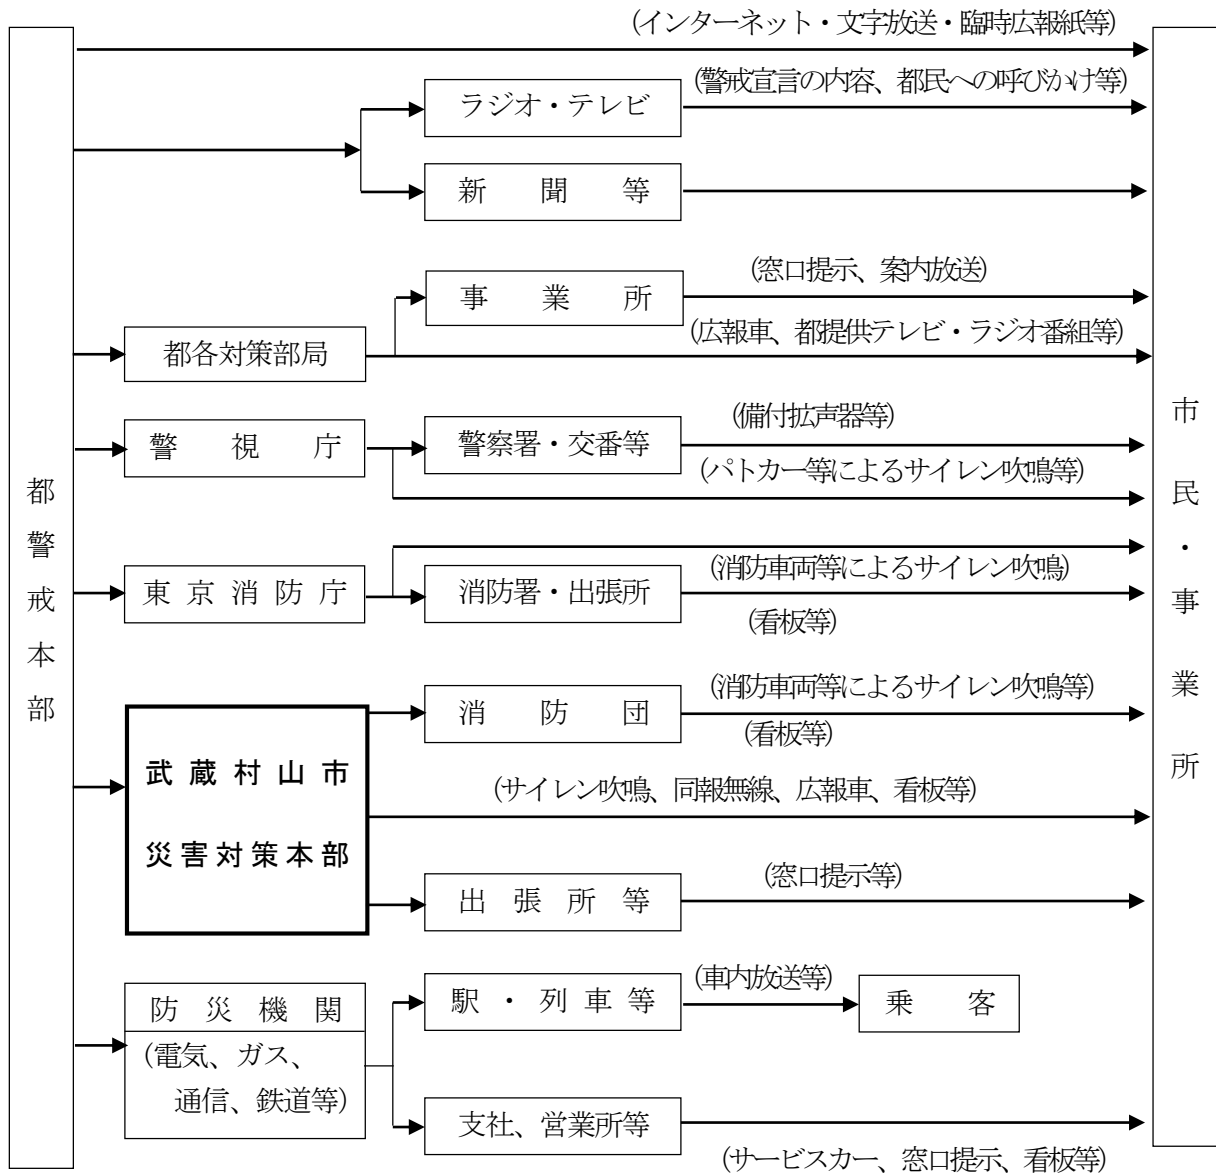 都警戒本部
(インターネット・文字放送・臨時広報紙等)
ラジオ・テレビ
(警戒宣言の内容、都民への呼びかけ等)
新聞等
事業所
(窓口提示、案内放送)
都各対策部局
(広報車、都提供テレビ・ラジオ番組等)
警視庁
警察署・交番等
(備付拡声器等)
(パトカー等によるサイレン吹鳴等)
東京消防庁
消防署・出張所
(消防車両等によるサイレン吹鳴)
(看板等)
武蔵村山市
災害対策本部
消防団
(消防車両等によるサイレン吹鳴等)
(看板等)
(サイレン吹鳴、同報無線、広報車、看板等)
出張所等
(窓口提示等)
防災機関
(電気、ガス、
通信、鉄道等)
駅・列車等
(車内放送等)
乗客
支社、営業所等
(サービスカー、窓口提示、看板等)
市民・事業所